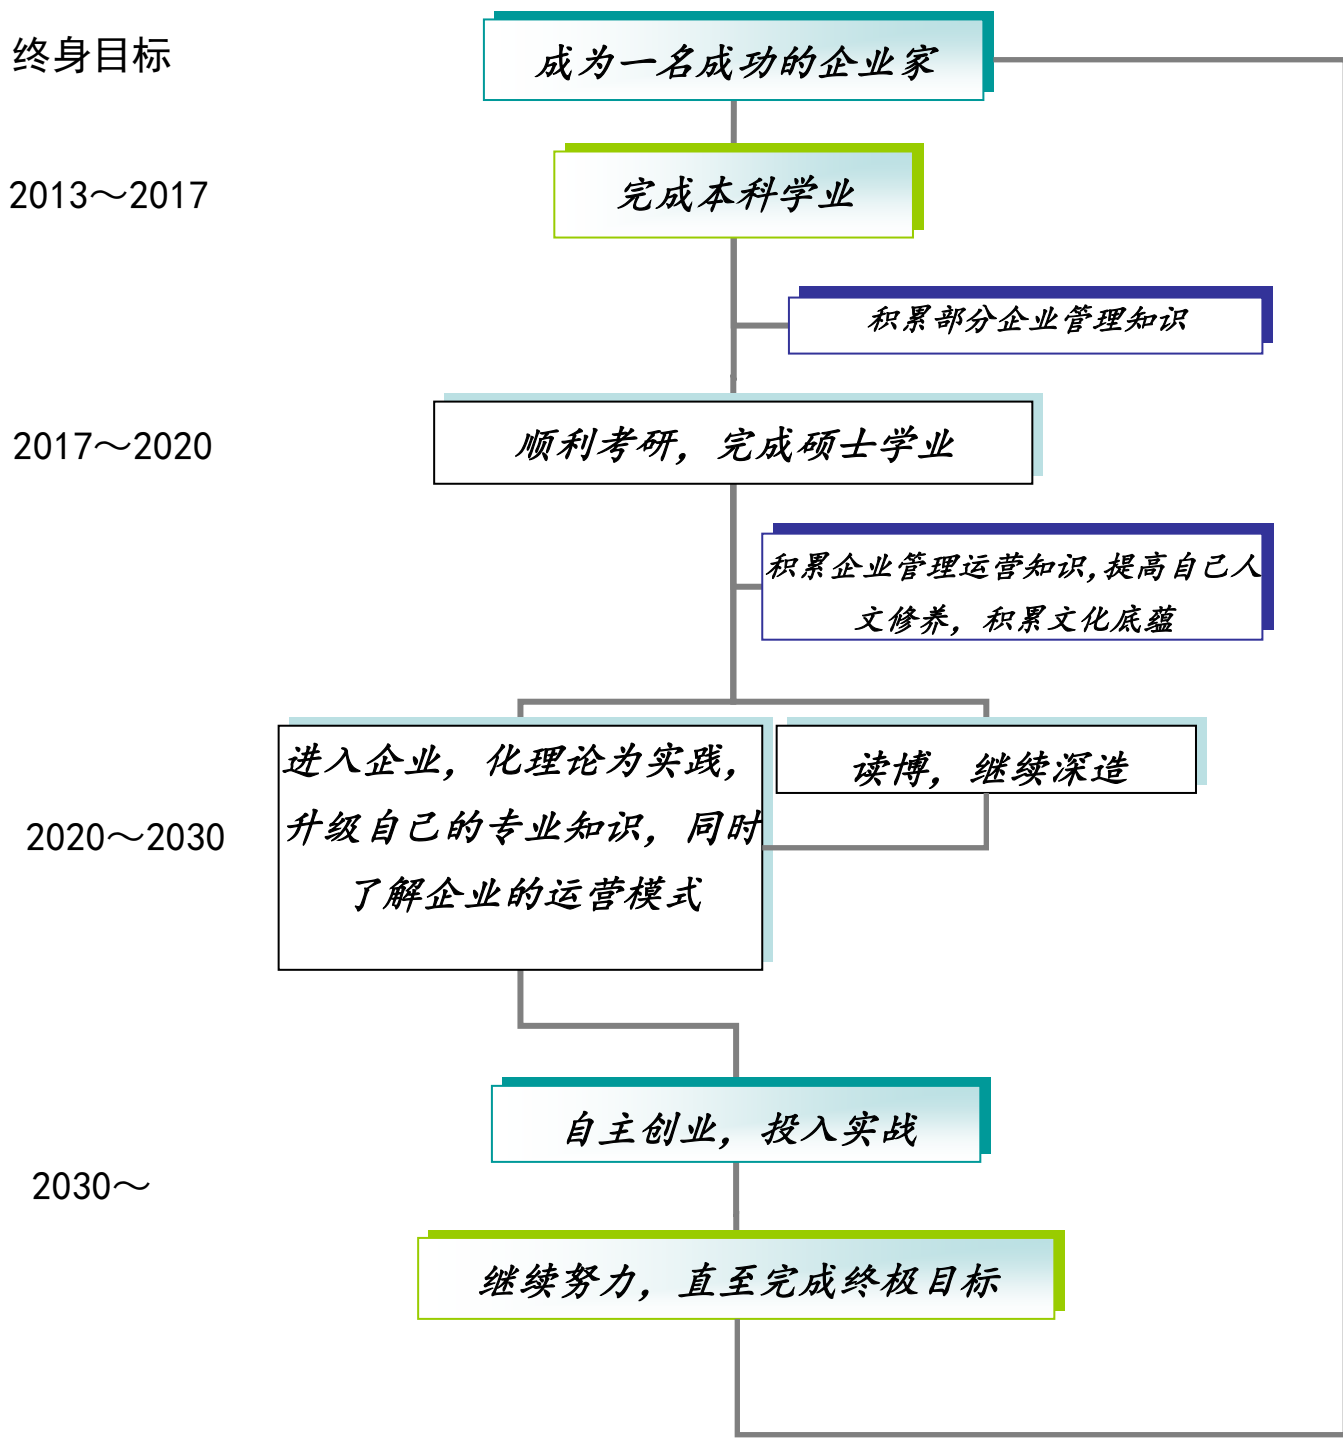 终身目标
成为一名成功的企业家
2013～2017
完成本科学业
积累部分企业管理知识
2017～2020
顺利考研，完成硕士学业
积累企业管理运营知识,提高自己人
文修养，积累文化底蕴
进入企业，化理论为实践，
升级自己的专业知识，同时
了解企业的运营模式
读博，继续深造
2020～2030
自主创业，投入实战
2030～
继续努力，直至完成终极目标